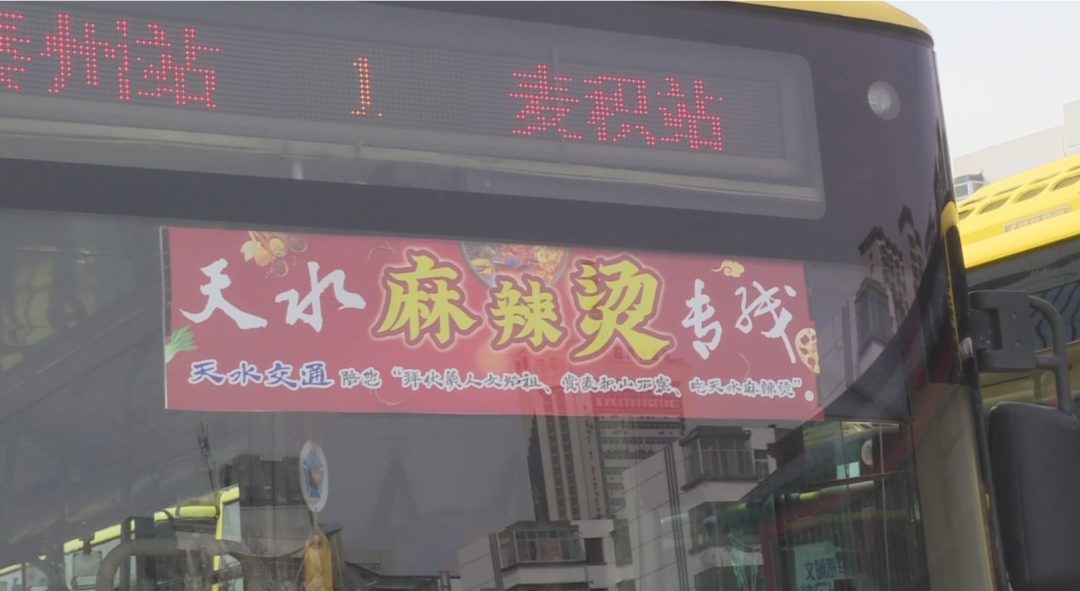 秦州站 1 麦积站
天水麻辣烫专线
天水交通 陪您“拜伏羲人文始祖、赏麦积山石窟、吃天水麻辣烫”。